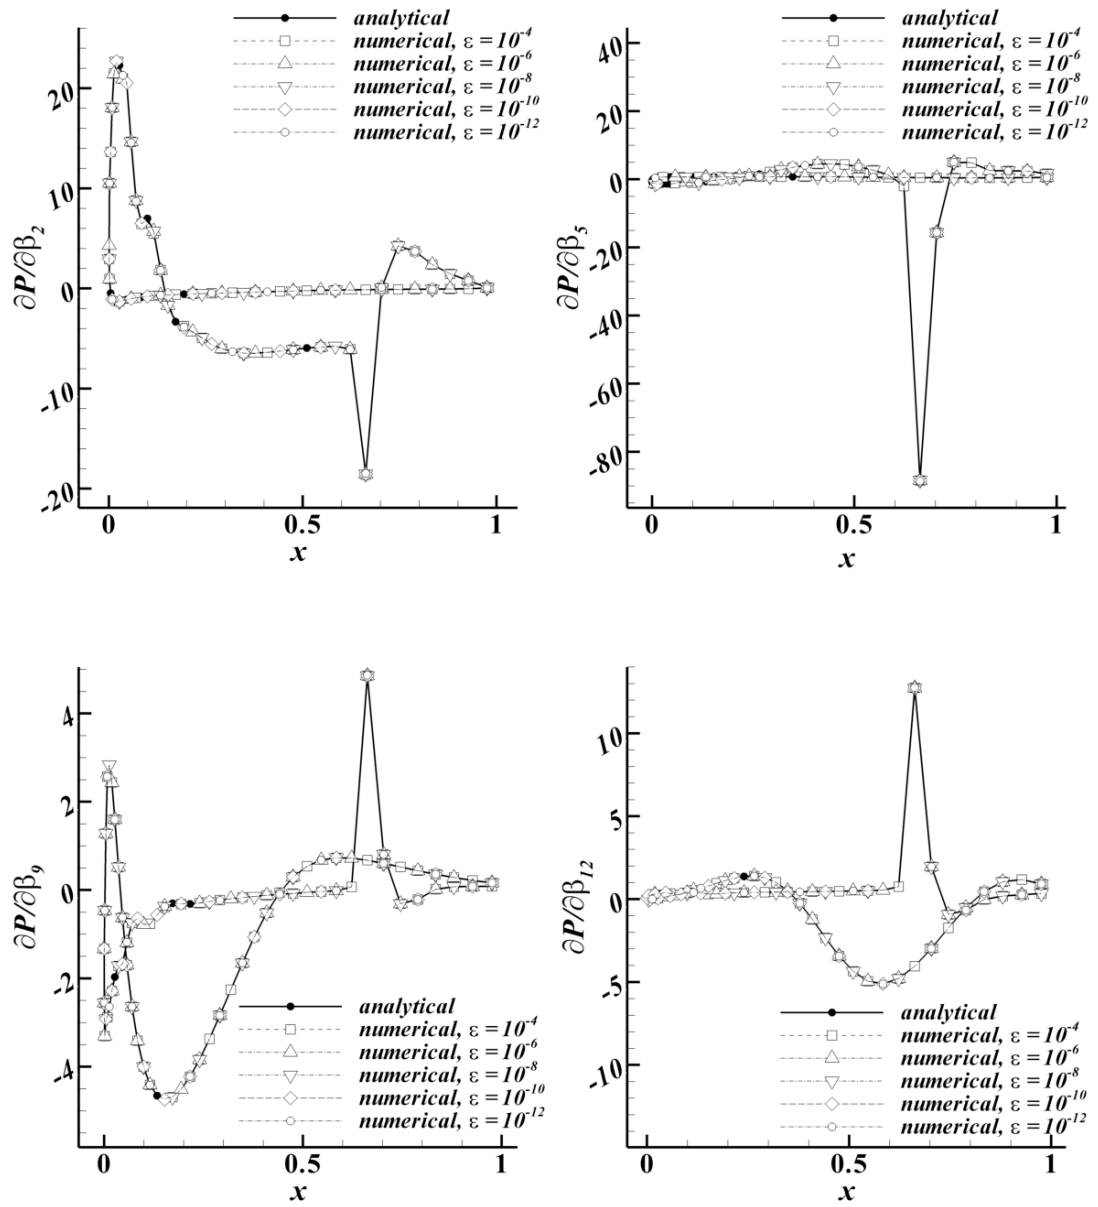 analytical
numerical, ε = 10⁻⁴
numerical, ε = 10⁻⁶
numerical, ε = 10⁻⁸
numerical, ε = 10⁻¹⁰
numerical, ε = 10⁻¹²
20
10
0
-10
-20
∂P/∂β₂
0
0.5
1
x
analytical
numerical, ε = 10⁻⁴
numerical, ε = 10⁻⁶
numerical, ε = 10⁻⁸
numerical, ε = 10⁻¹⁰
numerical, ε = 10⁻¹²
40
20
0
-20
-40
-60
-80
∂P/∂β₅
0
0.5
1
x
4
2
0
-2
-4
∂P/∂β₉
analytical
numerical, ε = 10⁻⁴
numerical, ε = 10⁻⁶
numerical, ε = 10⁻⁸
numerical, ε = 10⁻¹⁰
numerical, ε = 10⁻¹²
0
0.5
1
x
10
5
0
-5
-10
∂P/∂β₁₂
analytical
numerical, ε = 10⁻⁴
numerical, ε = 10⁻⁶
numerical, ε = 10⁻⁸
numerical, ε = 10⁻¹⁰
numerical, ε = 10⁻¹²
0
0.5
1
x